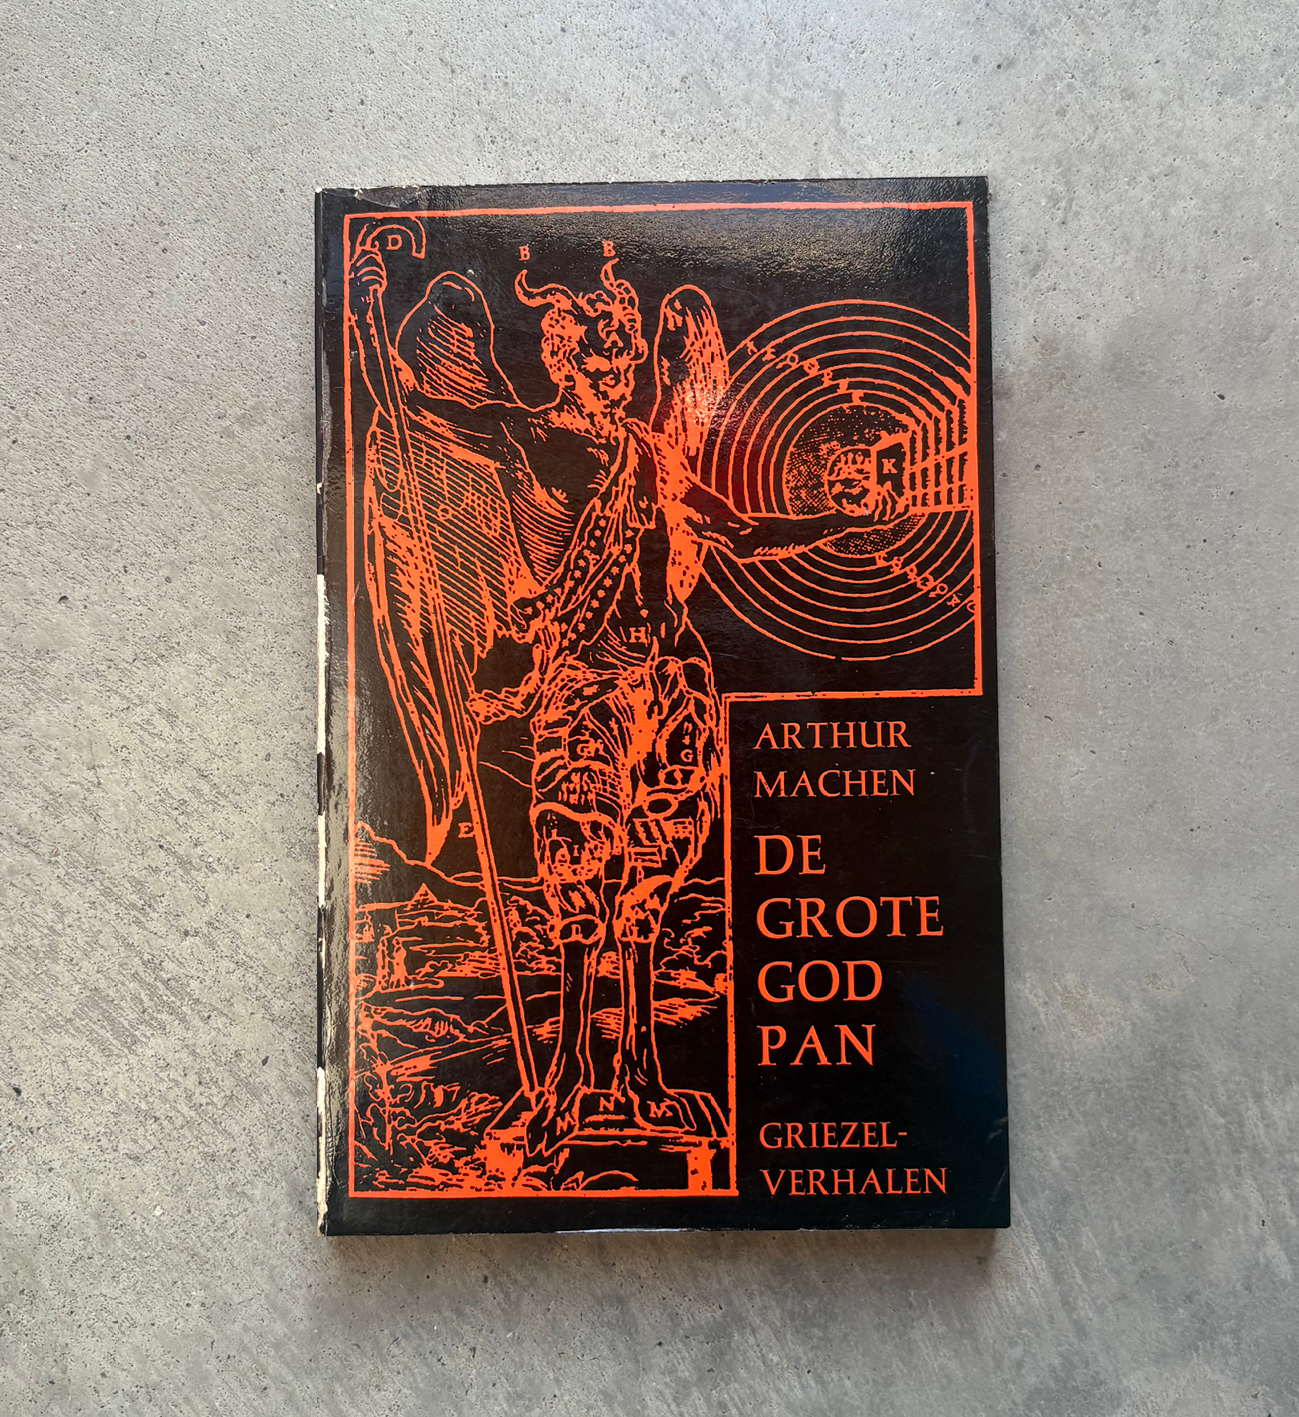 D
B
B
K
H
G
G
E
I
N
M
M
ARTHUR
MACHEN
DE
GROTE
GOD
PAN
GRIEZEL-
VERHALEN